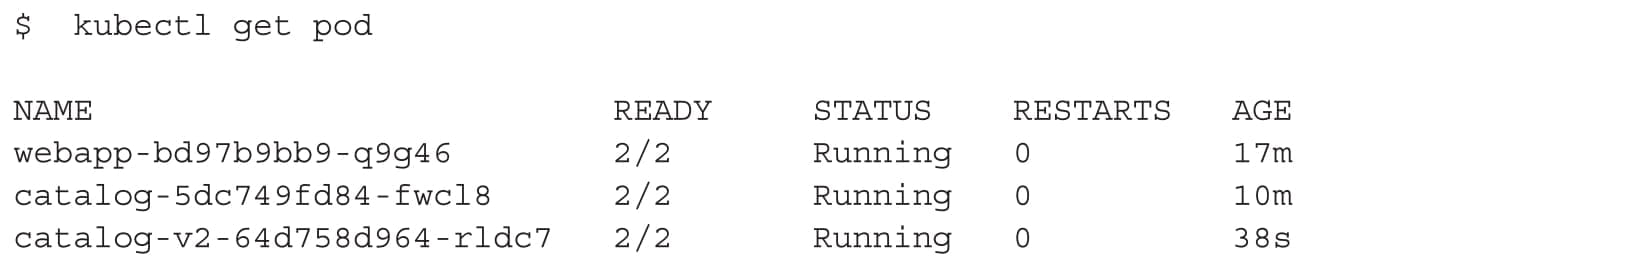 $  kubectl get pod
NAME                          READY     STATUS    RESTARTS   AGE
webapp-bd97b9bb9-q9g46        2/2       Running   0          17m
catalog-5dc749fd84-fwcl8      2/2       Running   0          10m
catalog-v2-64d758d964-rldc7   2/2       Running   0          38s